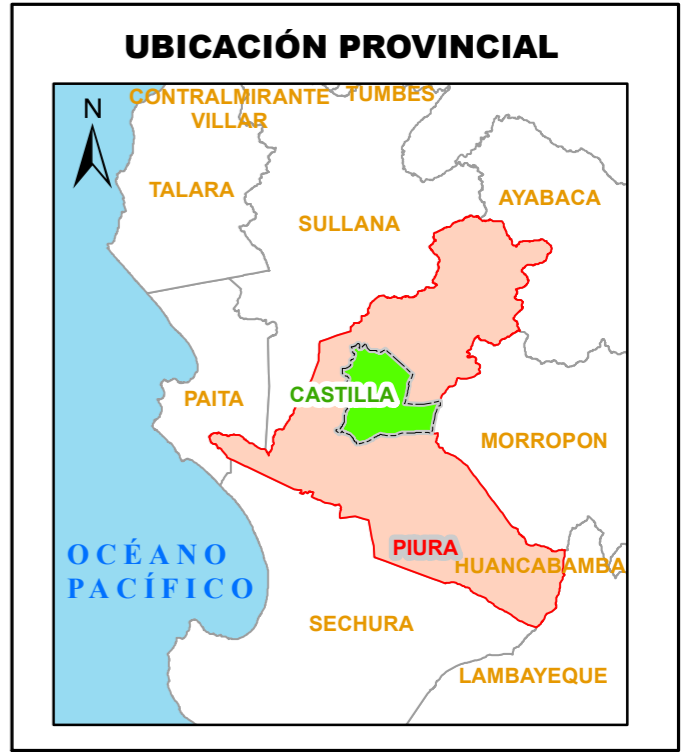 UBICACIÓN PROVINCIAL
N
CONTRALMIRANTE
VILLAR
TUMBES
TALARA
SULLANA
AYABACA
PAITA
CASTILLA
MORROPON
OCÉANO
PACÍFICO
PIURA
HUANCABAMBA
SECHURA
LAMBAYEQUE